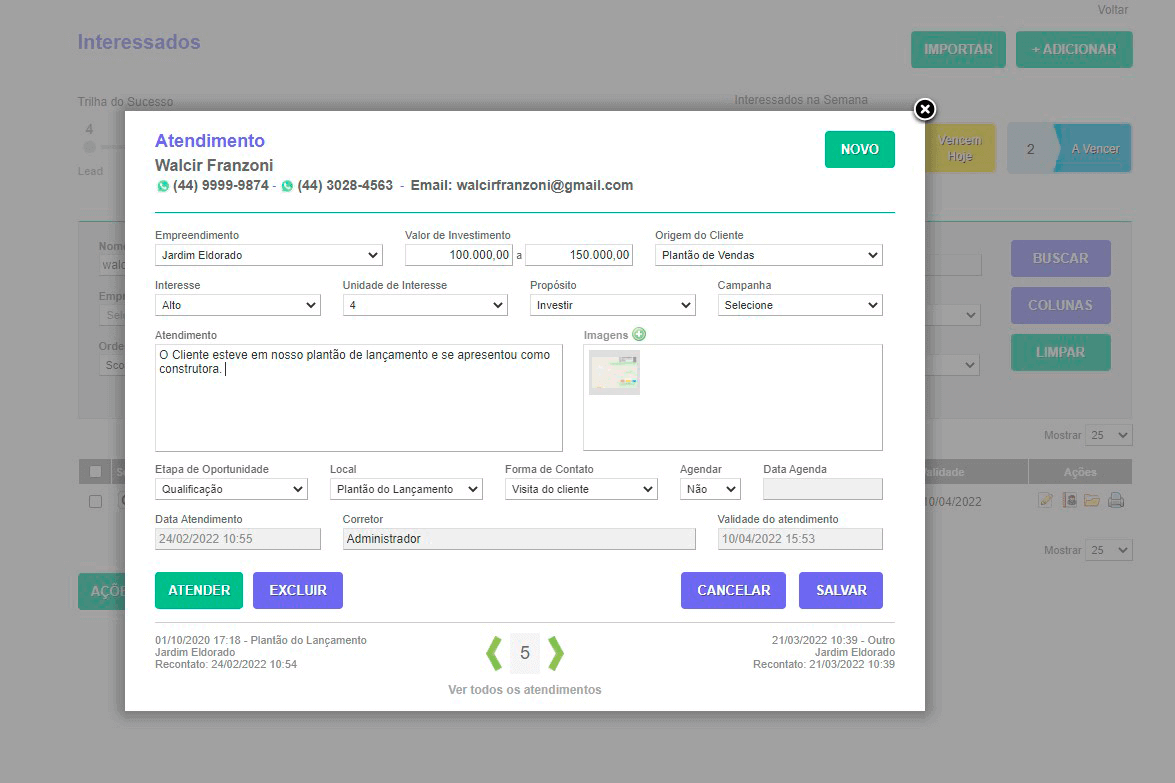 Voltar
Interessados
IMPORTAR
+ ADICIONAR
Trilha do Sucesso
Interessados na Semana
4
Lead
Vencem
Hoje
2
A Vencer
Atendimento
NOVO
Walcir Franzoni
(44) 9999-9874 - (44) 3028-4563 - Email: walcirfranzoni@gmail.com
Empreendimento
Valor de Investimento
Origem do Cliente
Jardim Eldorado
100.000,00 a 150.000,00
Plantão de Vendas
Interesse
Unidade de Interesse
Propósito
Campanha
Alto
4
Investir
Selecione
Atendimento
Imagens
O Cliente esteve em nosso plantão de lançamento e se apresentou como
construtora.
Etapa de Oportunidade
Local
Forma de Contato
Agendar
Data Agenda
Qualificação
Plantão do Lançamento
Visita do cliente
Não
Data Atendimento
Corretor
Validade do atendimento
24/02/2022 10:55
Administrador
10/04/2022 15:53
ATENDER
EXCLUIR
CANCELAR
SALVAR
01/10/2020 17:18 - Plantão do Lançamento
Jardim Eldorado
Recontato: 24/02/2022 10:54
5
21/03/2022 10:39 - Outro
Jardim Eldorado
Recontato: 21/03/2022 10:39
Ver todos os atendimentos
BUSCAR
COLUNAS
LIMPAR
Mostrar 25
Ações
10/04/2022
Mostrar 25